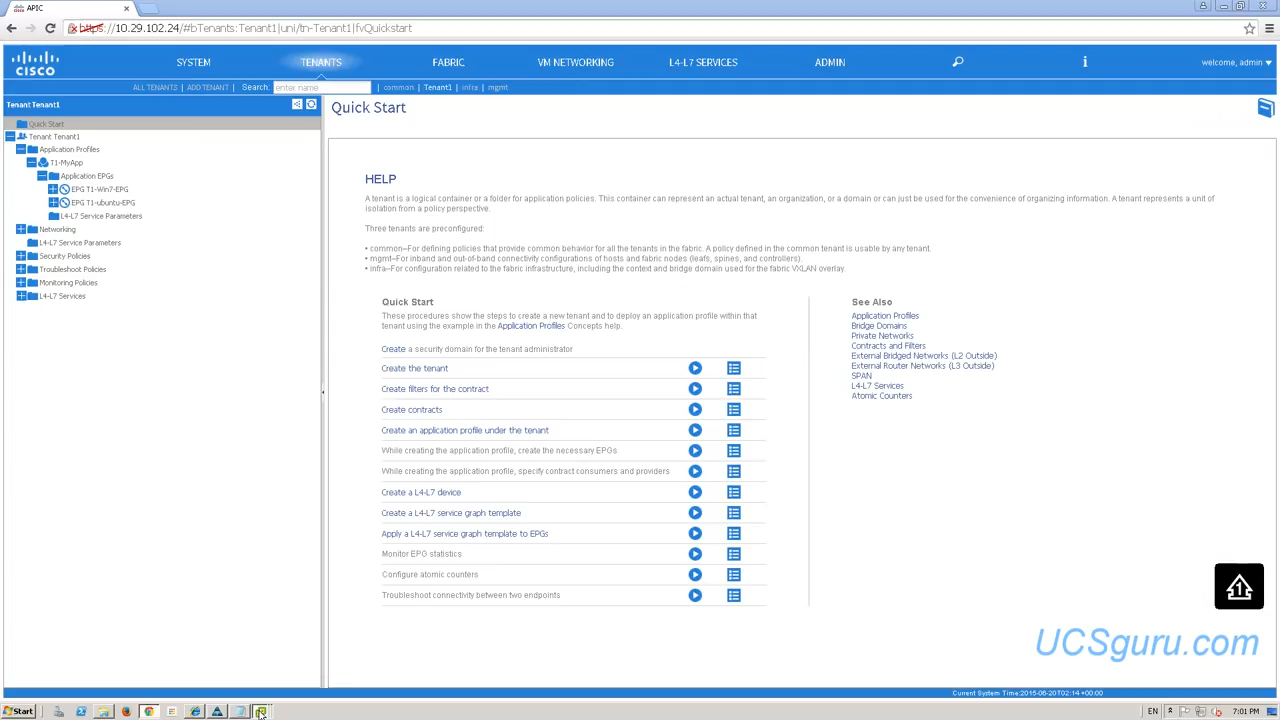 APIC
https://10.29.102.24/#bTenants:Tenant1|uni/tn-Tenant1|fvQuickstart
CISCO
SYSTEM TENANTS FABRIC VM NETWORKING L4-L7 SERVICES ADMIN i welcome, admin
ALL TENANTS | ADD TENANT | Search: enter name | common | Tenant1 | infra | mgmt
Tenant Tenant1
Quick Start
Tenant Tenant1
Application Profiles
T1-MyApp
Application EPGs
EPG T1-Win7-EPG
EPG T1-ubuntu-EPG
L4-L7 Service Parameters
Networking
L4-L7 Service Parameters
Security Policies
Troubleshoot Policies
Monitoring Policies
L4-L7 Services
Quick Start
HELP
A tenant is a logical container or a folder for application policies. This container can represent an actual tenant, an organization, or a domain or can just be used for the convenience of organizing information. A tenant represents a unit of
isolation from a policy perspective.
Three tenants are preconfigured:
• common—For defining policies that provide common behavior for all the tenants in the fabric. A policy defined in the common tenant is usable by any tenant.
• mgmt—For inband and out-of-band connectivity configurations of hosts and fabric nodes (leafs, spines, and controllers).
• infra—For configuration related to the fabric infrastructure, including the context and bridge domain used for the fabric VXLAN overlay.
Quick Start
These procedures show the steps to create a new tenant and to deploy an application profile within that
tenant using the example in the Application Profiles Concepts help.
Create a security domain for the tenant administrator
Create the tenant
Create filters for the contract
Create contracts
Create an application profile under the tenant
While creating the application profile, create the necessary EPGs
While creating the application profile, specify contract consumers and providers
Create a L4-L7 device
Create a L4-L7 service graph template
Apply a L4-L7 service graph template to EPGs
Monitor EPG statistics
Configure atomic counters
Troubleshoot connectivity between two endpoints
See Also
Application Profiles
Bridge Domains
Private Networks
Contracts and Filters
External Bridged Networks (L2 Outside)
External Router Networks (L3 Outside)
SPAN
L4-L7 Services
Atomic Counters
1
UCSguru.com
Current System Time:2015-06-20T02:14 +00:00
Start
EN 7:01 PM